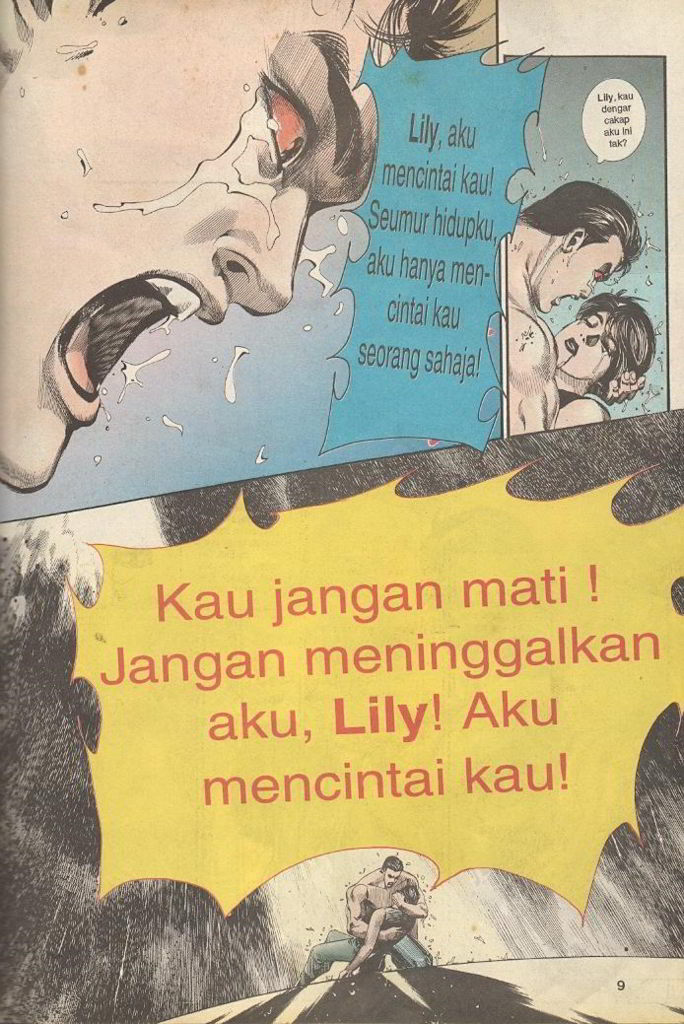 Lily, aku
mencintai kau!
Seumur hidupku,
aku hanya men-
cintai kau
seorang sahaja!
Lily, kau
dengar
cakap
aku ini
tak?
Kau jangan mati !
Jangan meninggalkan
aku, Lily! Aku
mencintai kau!
9